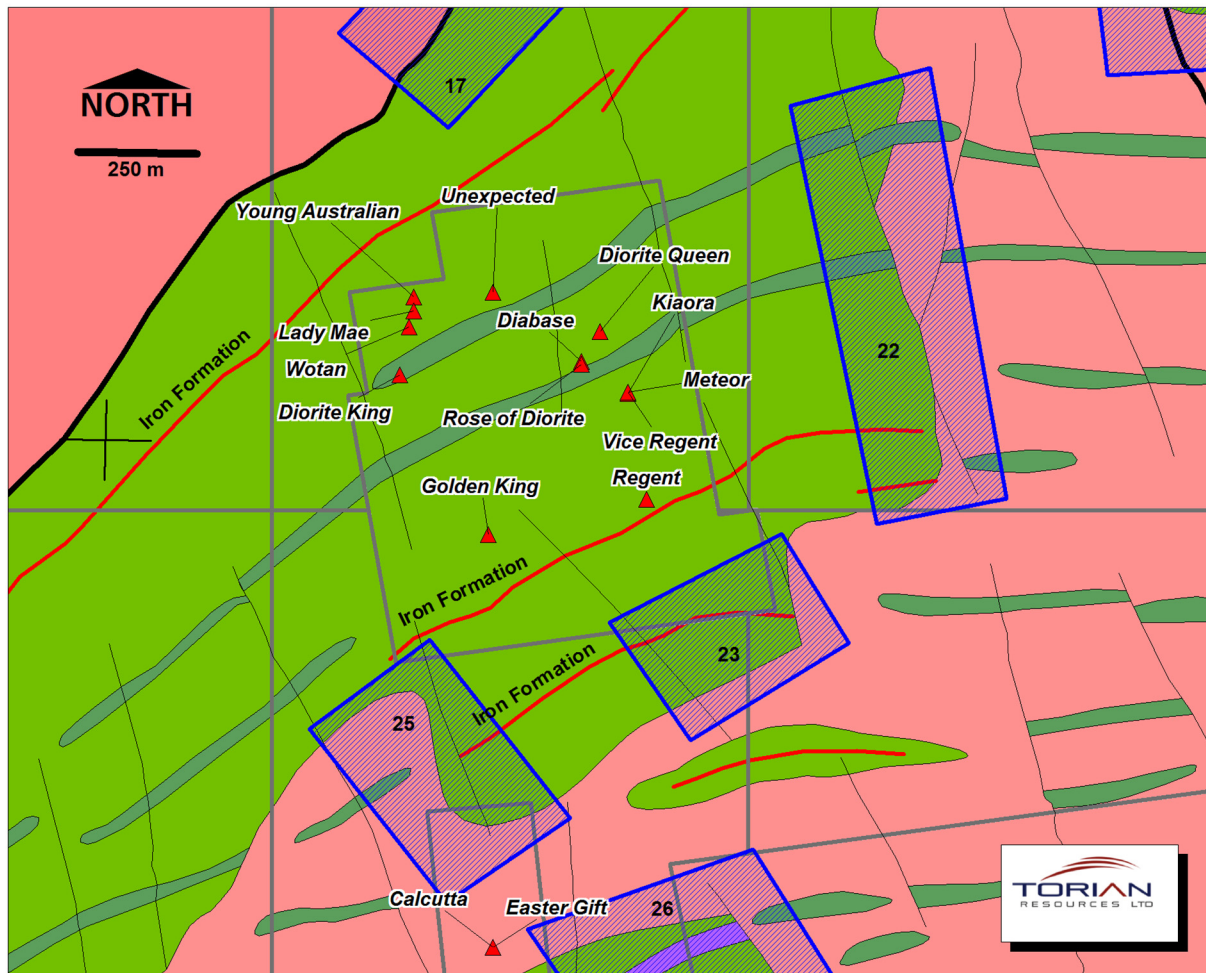 17
NORTH
250 m
Unexpected
Young Australian
Diorite Queen
Kiaora
Diabase
Lady Mae
Iron Formation
22
Wotan
Meteor
Diorite King
Rose of Diorite
Vice Regent
Regent
Golden King
Iron Formation
23
Iron Formation
25
TORIAN
RESOURCES LTD
Calcutta
Easter Gift
26